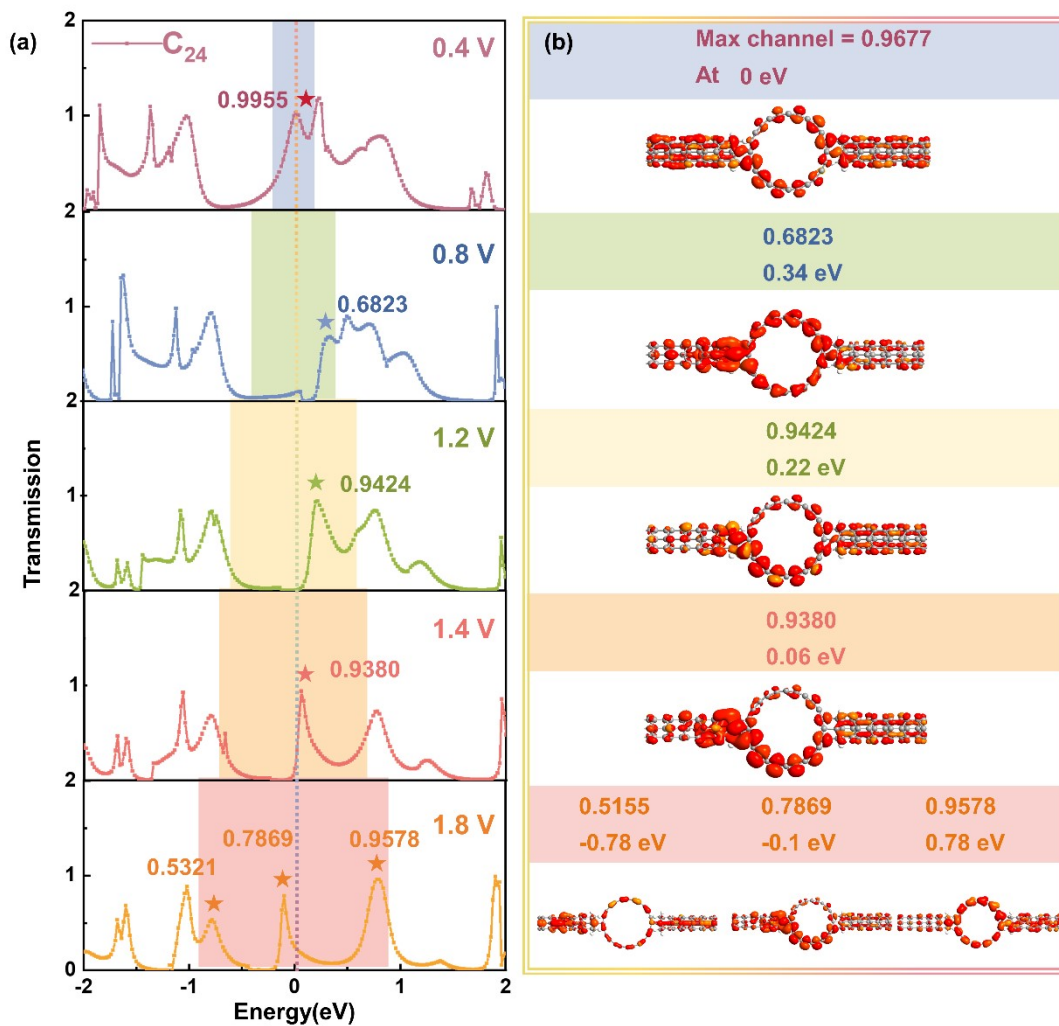 (a)
C24
0.4 V
0.9955
2
1
2
0.8 V
0.6823
1
2
1.2 V
0.9424
1
2
1.4 V
0.9380
1
2
1.8 V
0.7869
0.9578
0.5321
1
0
-2
-1
0
1
2
Transmission
Energy(eV)
(b)
Max channel = 0.9677
At 0 eV
0.6823
0.34 eV
0.9424
0.22 eV
0.9380
0.06 eV
0.5155 0.7869 0.9578
-0.78 eV -0.1 eV 0.78 eV